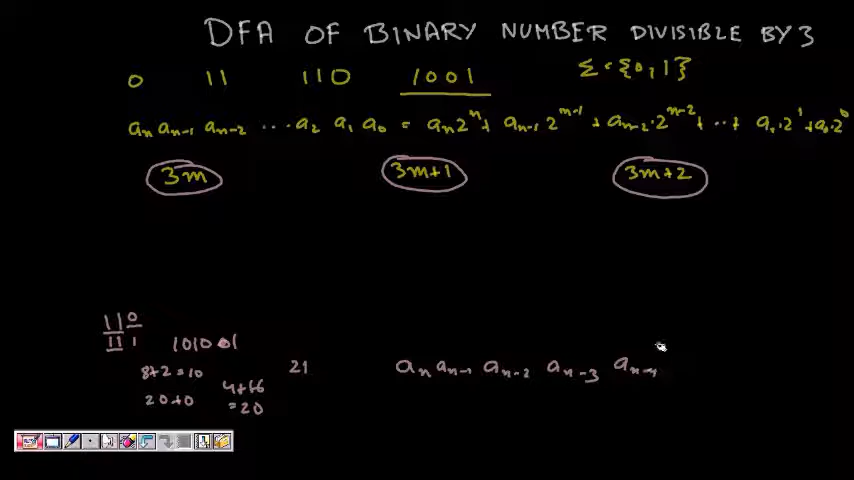 DFA OF BINARY NUMBER DIVISIBLE BY 3
0 11 110 1001 Σ = {0,1}
aₙ aₙ₋₁ aₙ₋₂ ... a₂ a₁ a₀ = aₙ2ⁿ + aₙ₋₁ 2ⁿ⁻¹ + aₙ₋₂·2ⁿ⁻² + ·· + a₁·2¹ + a₀·2⁰
3m 3m+1 3m+2
110
111 101001
8+2=10 21
20+0 4+16
=20
aₙ aₙ₋₁ aₙ₋₂ aₙ₋₃ aₙ₋₄